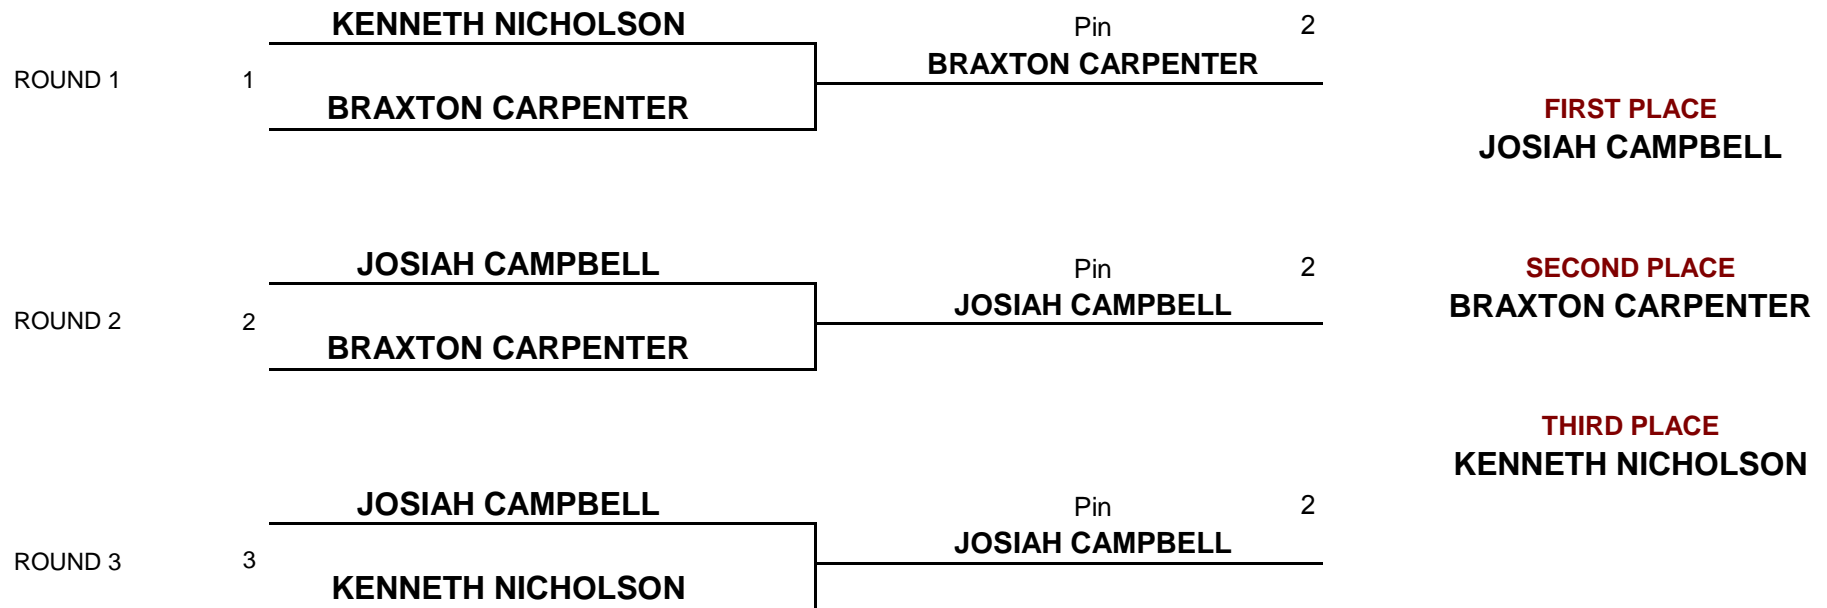 KENNETH NICHOLSON
Pin 2
BRAXTON CARPENTER
ROUND 1 1
BRAXTON CARPENTER
FIRST PLACE
JOSIAH CAMPBELL
JOSIAH CAMPBELL
Pin 2
SECOND PLACE
JOSIAH CAMPBELL
BRAXTON CARPENTER
ROUND 2 2
BRAXTON CARPENTER
THIRD PLACE
KENNETH NICHOLSON
JOSIAH CAMPBELL
Pin 2
JOSIAH CAMPBELL
ROUND 3 3
KENNETH NICHOLSON